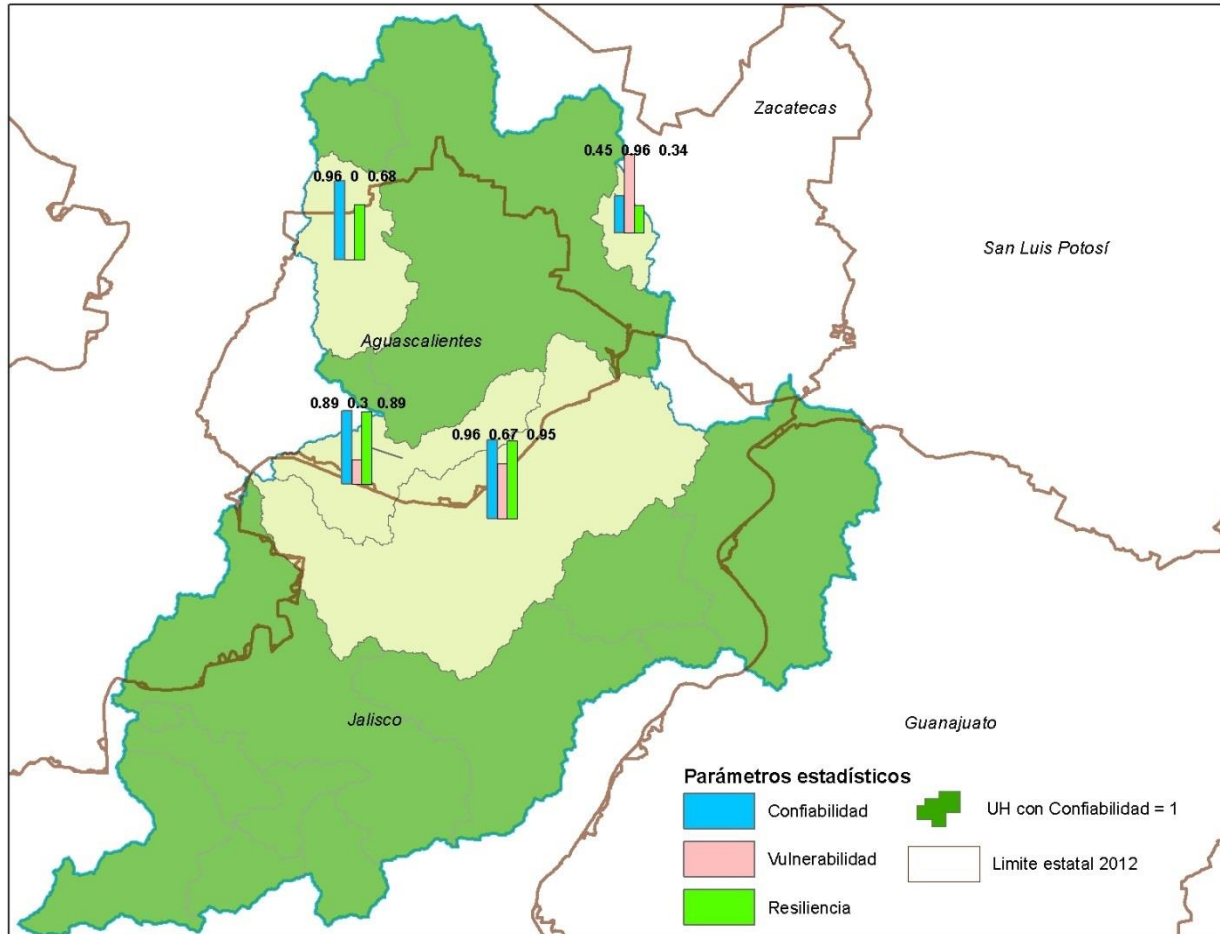 Zacatecas
0.45 0.96 0.34
0.96 0 0.68
San Luis Potosí
Aguascalientes
0.89 0.3 0.89
0.96 0.67 0.95
Jalisco
Guanajuato
Parámetros estadísticos
Confiabilidad
Vulnerabilidad
Resiliencia
UH con Confiabilidad = 1
Limite estatal 2012